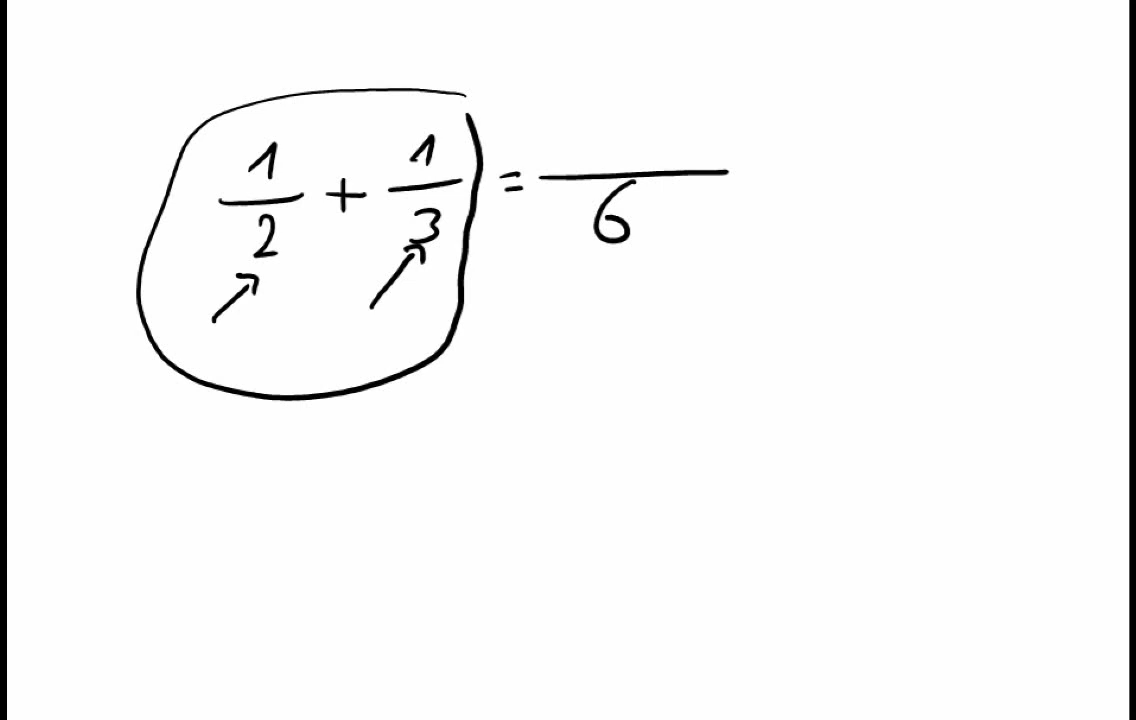 1/2 + 1/3 = /6